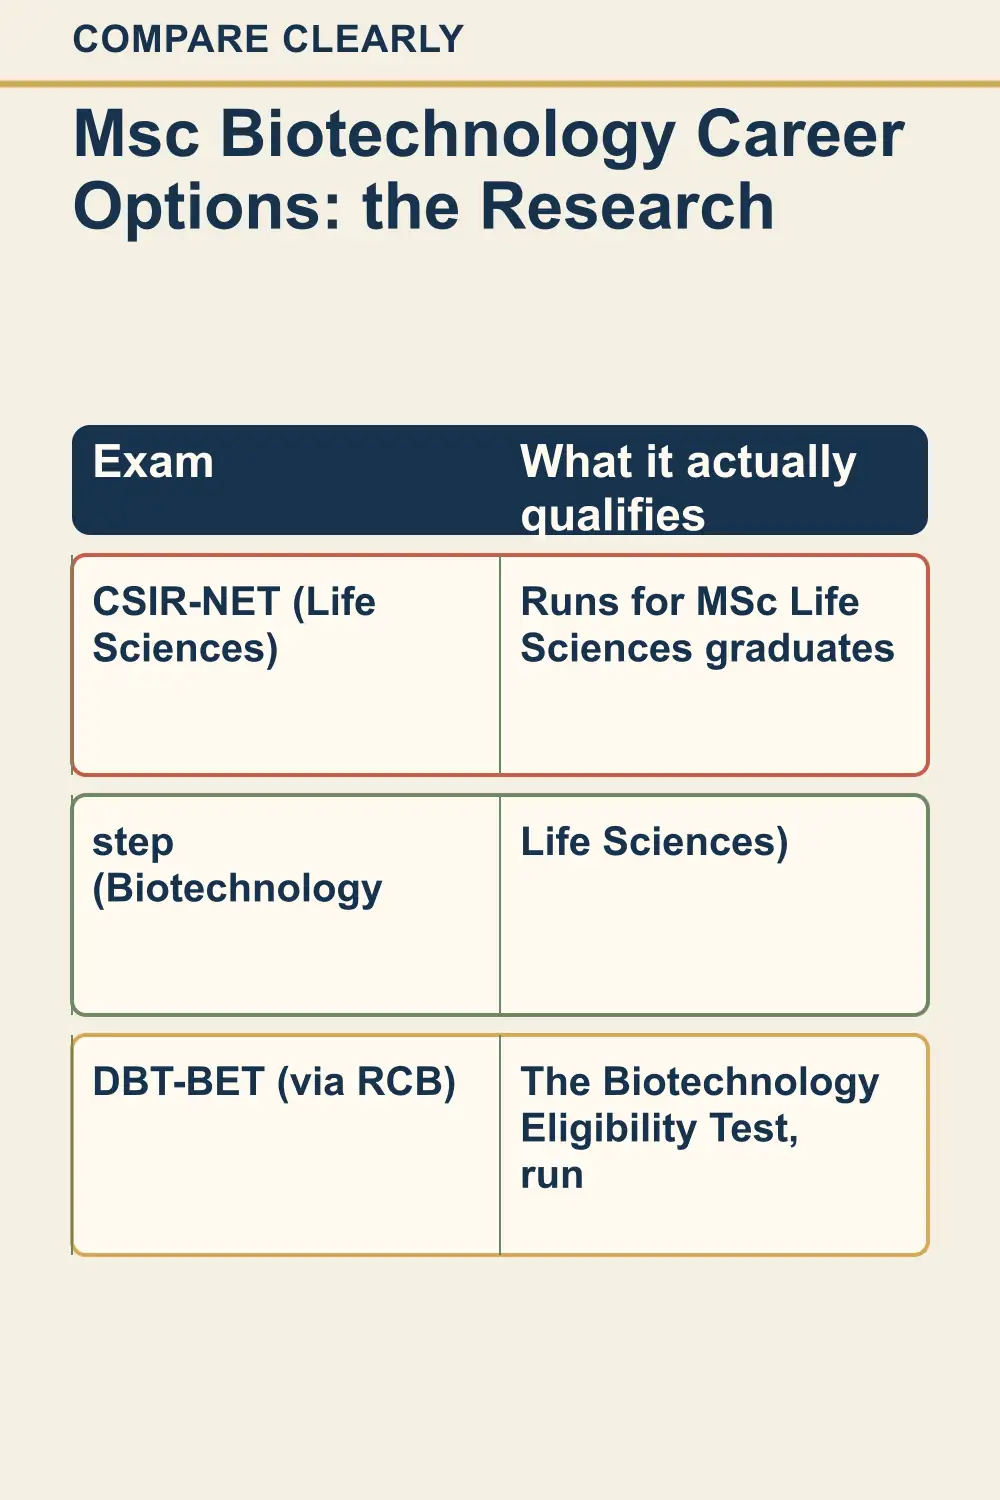 COMPARE CLEARLY
Msc Biotechnology Career
Options: the Research
Exam
What it actually
qualifies
CSIR-NET (Life
Sciences)
Runs for MSc Life
Sciences graduates
step
(Biotechnology
Life Sciences)
DBT-BET (via RCB)
The Biotechnology
Eligibility Test,
run